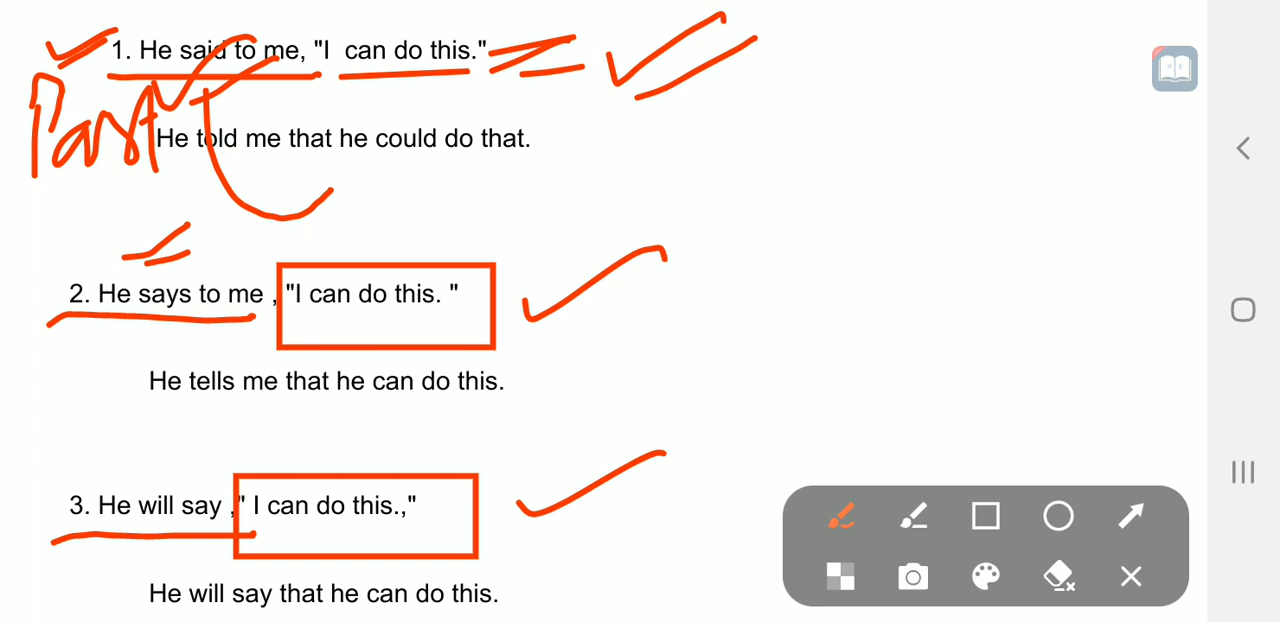 1. He said to me, "I can do this."
Past
He told me that he could do that.
2. He says to me , "I can do this. "
He tells me that he can do this.
3. He will say ," I can do this.,"
He will say that he can do this.